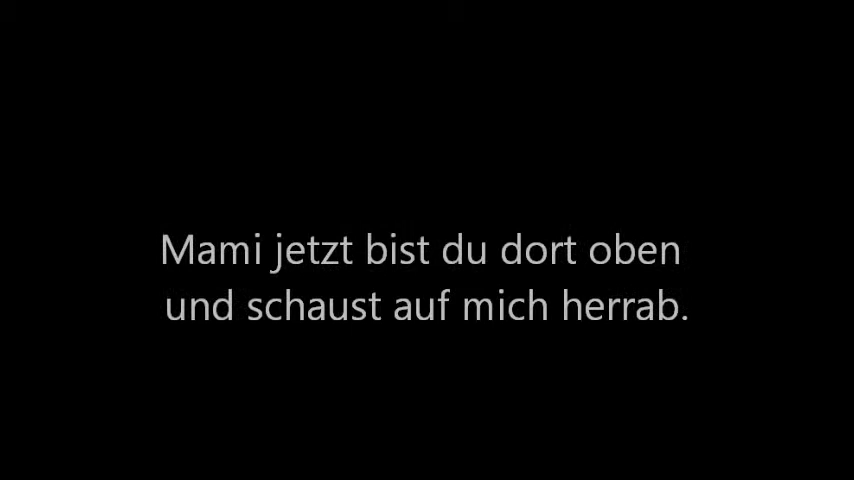 Mami jetzt bist du dort oben
und schaust auf mich herrab.